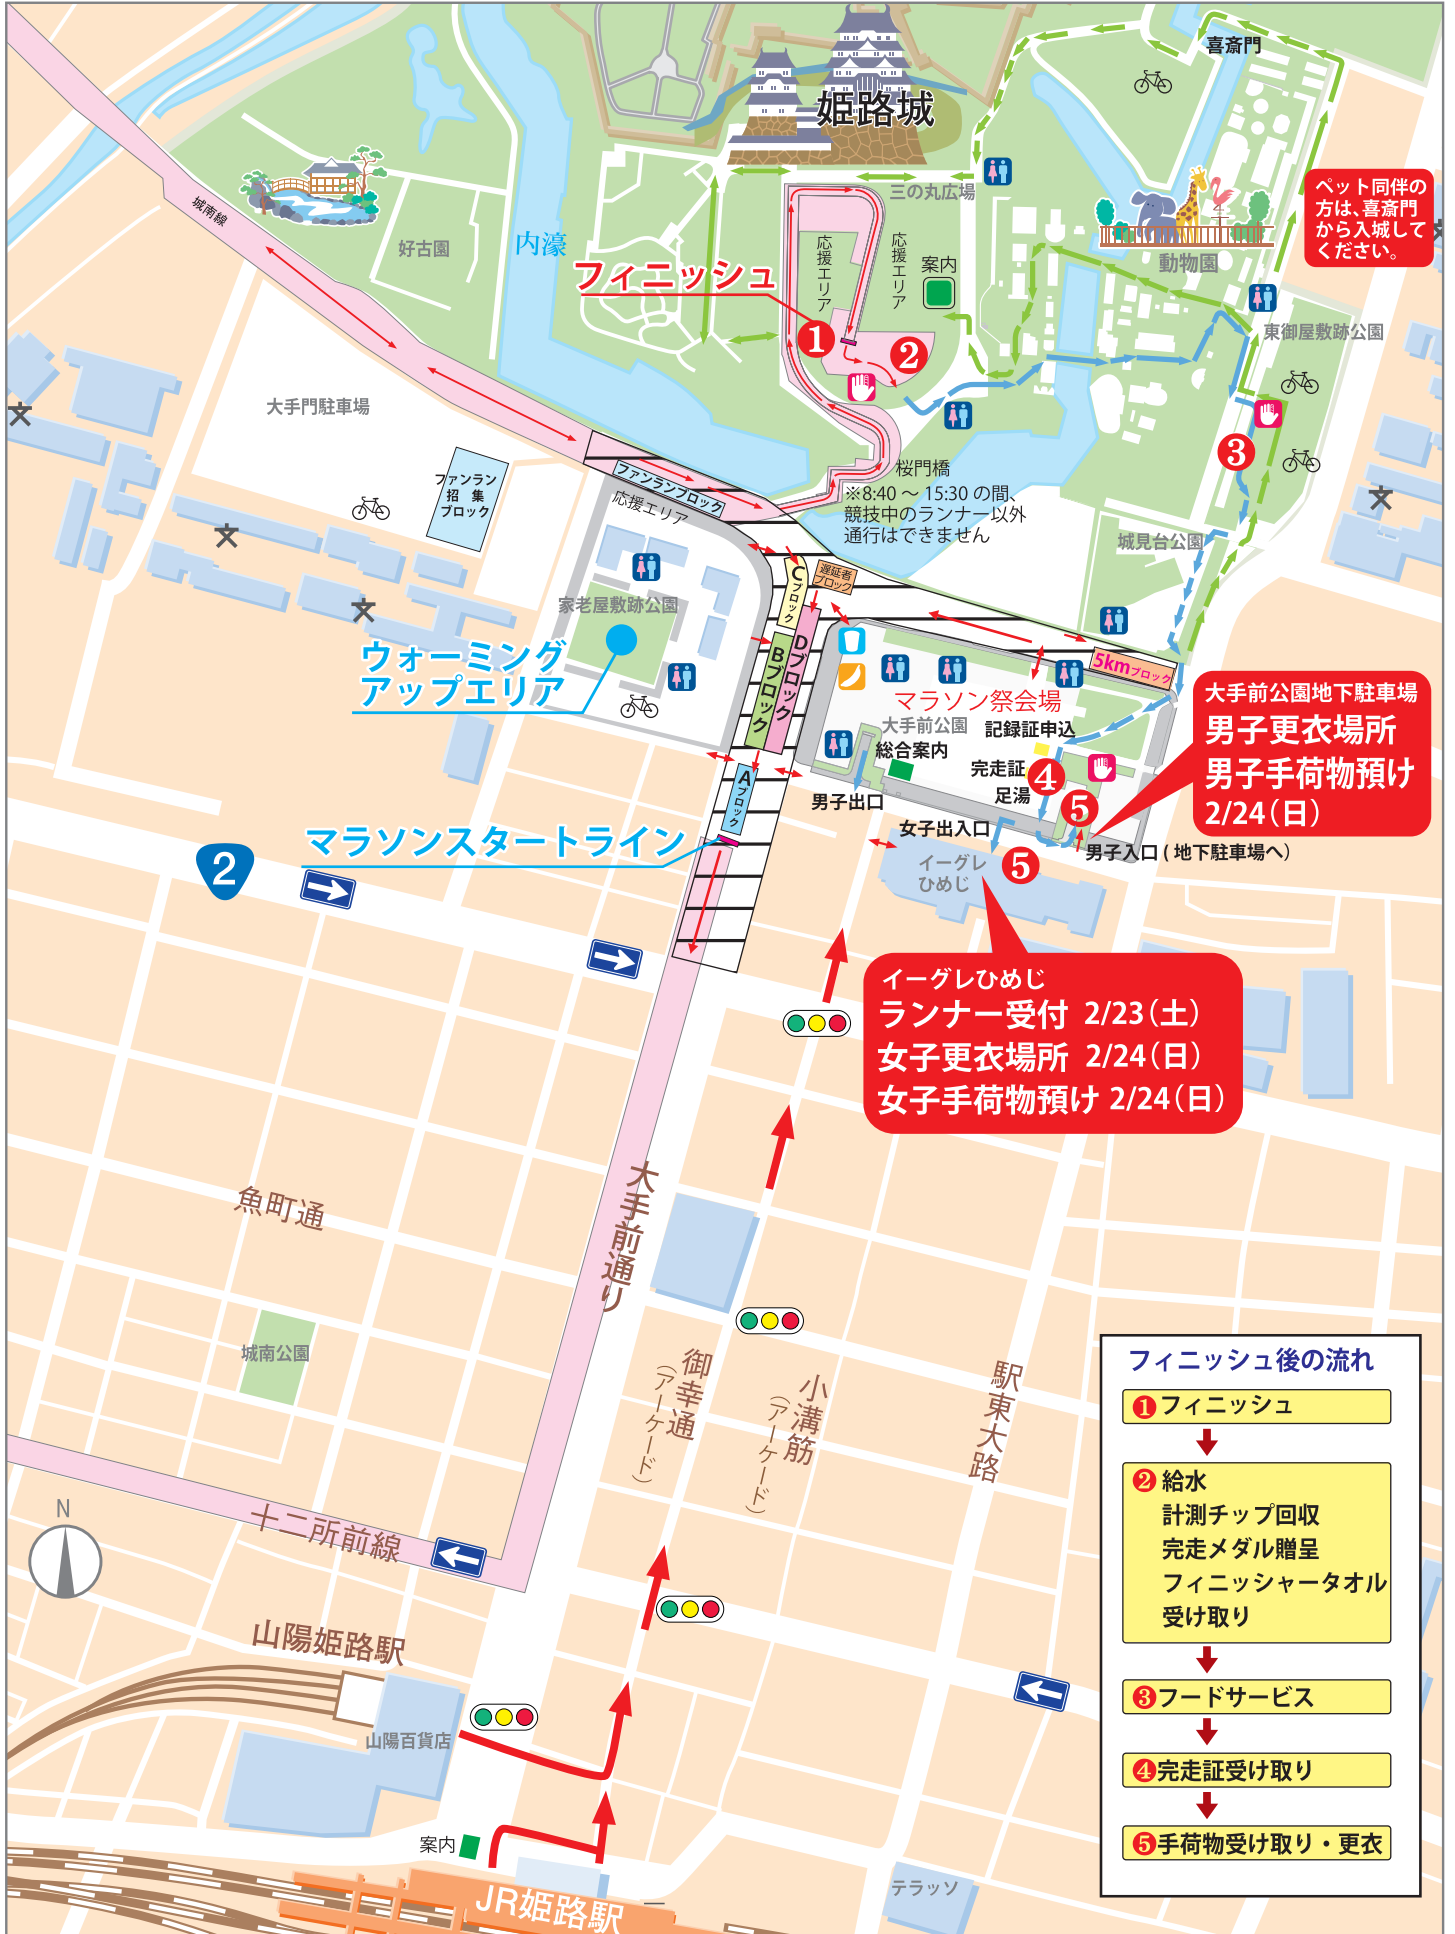 喜斎門
姫路城
ペット同伴の
方は、喜斎門
から入城して
ください。
三の丸広場
城南線
好古園
内濠
応援エリア
応援エリア
案内
動物園
フィニッシュ
1
2
東御屋敷跡公園
大手門駐車場
3
桜門橋
※8:40 ～ 15:30 の間、
競技中のランナー以外
通行はできません
ファンラン
招 集
ブロック
ファンランブロック
応援エリア
城見台公園
Cブロック
遅延者
ブロック
家老屋敷跡公園
ウォーミング
アップエリア
Bブロック
Dブロック
5kmブロック
マラソン祭会場
大手前公園
記録証申込
総合案内
完走証
4
足湯
5
大手前公園地下駐車場
男子更衣場所
男子手荷物預け
2/24（日）
Aブロック
男子出口
女子出入口
男子入口 ( 地下駐車場へ)
マラソンスタートライン
イーグレ
ひめじ
5
2
イーグレひめじ
ランナー受付 2/23（土）
女子更衣場所 2/24（日）
女子手荷物預け 2/24（日）
大手前通り
魚町通
城南公園
御幸通
（アーケード）
小溝筋
（アーケード）
駅東大路
十二所前線
N
山陽姫路駅
山陽百貨店
案内
JR姫路駅
テラッソ
フィニッシュ後の流れ
1フィニッシュ
2 給水
計測チップ回収
完走メダル贈呈
フィニッシャータオル
受け取り
3フードサービス
4完走証受け取り
5手荷物受け取り・更衣